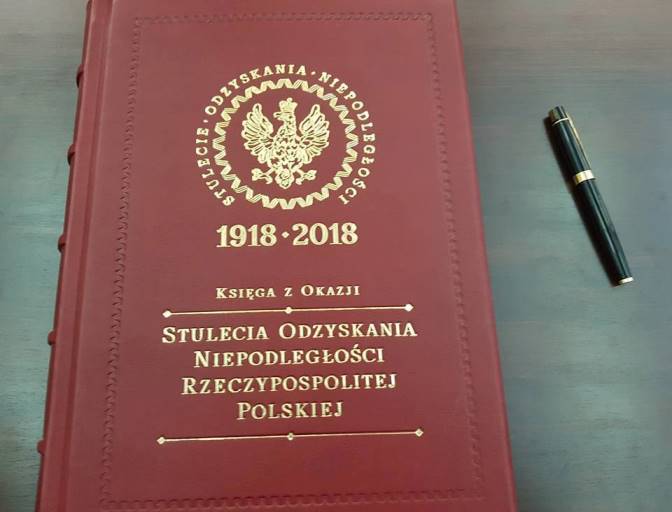 STULECIE · ODZYSKANIA · NIEPODLEGŁOŚCI
1918 · 2018
KSIĘGA Z OKAZJI
STULECIA ODZYSKANIA
NIEPODLEGŁOŚCI
RZECZYPOSPOLITEJ
POLSKIEJ